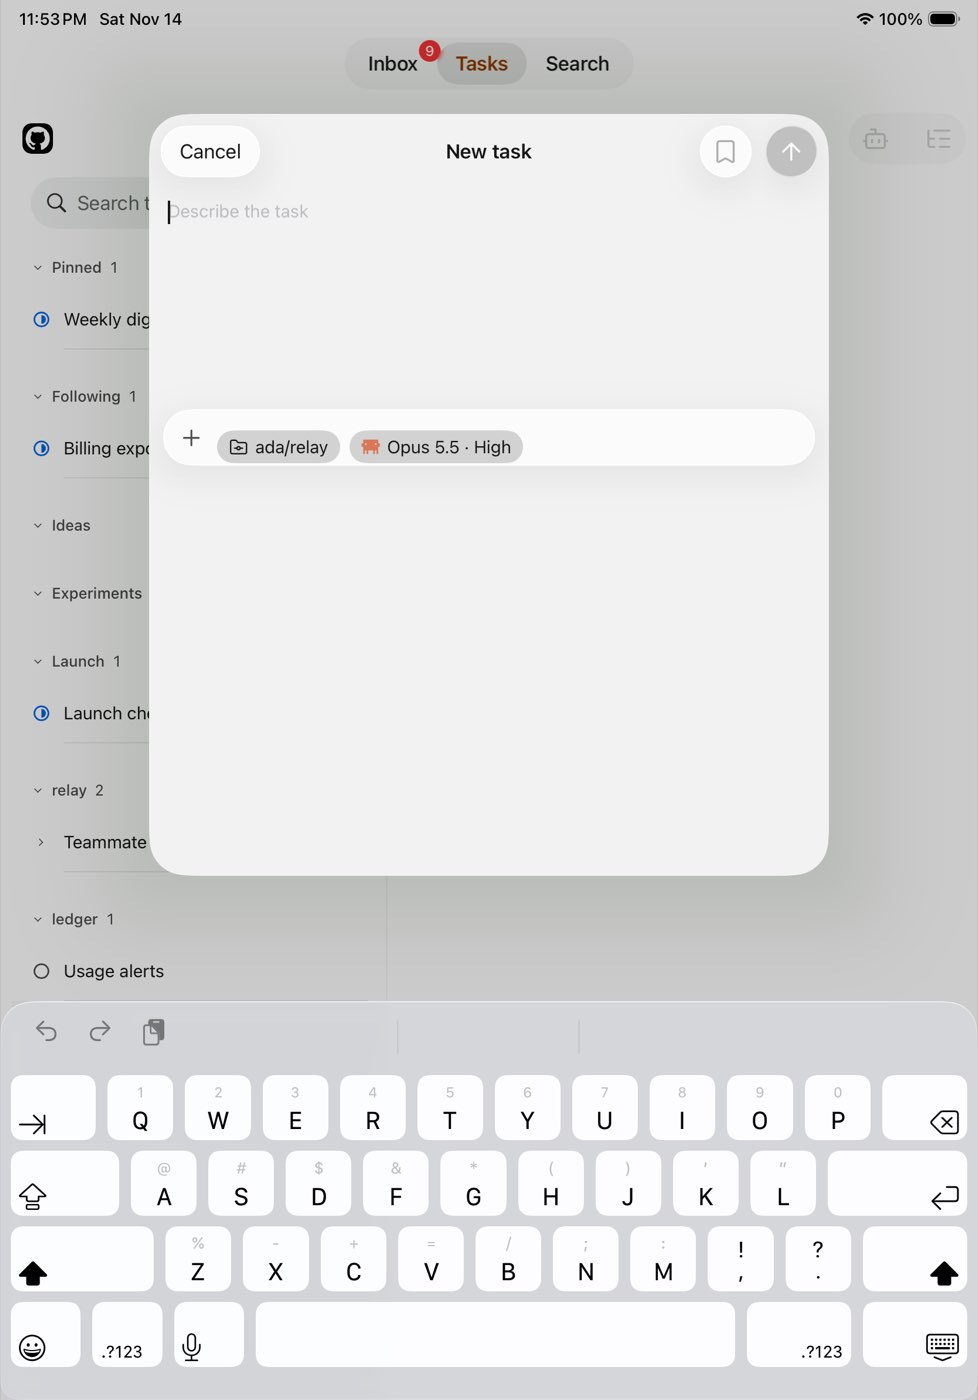 11:53 PM Sat Nov 14
100%
Inbox 9 Tasks Search
Cancel New task
Search t
Describe the task
Pinned 1
Weekly dig
Following 1
Billing expo
ada/relay Opus 5.5 · High
Ideas
Experiments
Launch 1
Launch che
relay 2
Teammate
ledger 1
Usage alerts
1 2 3 4 5 6 7 8 9 0
Q W E R T Y U I O P
@ # $ & * ( ) ' "
A S D F G H J K L
% - + = / ; : ! ?
Z X C V B N M , .
.?123 .?123